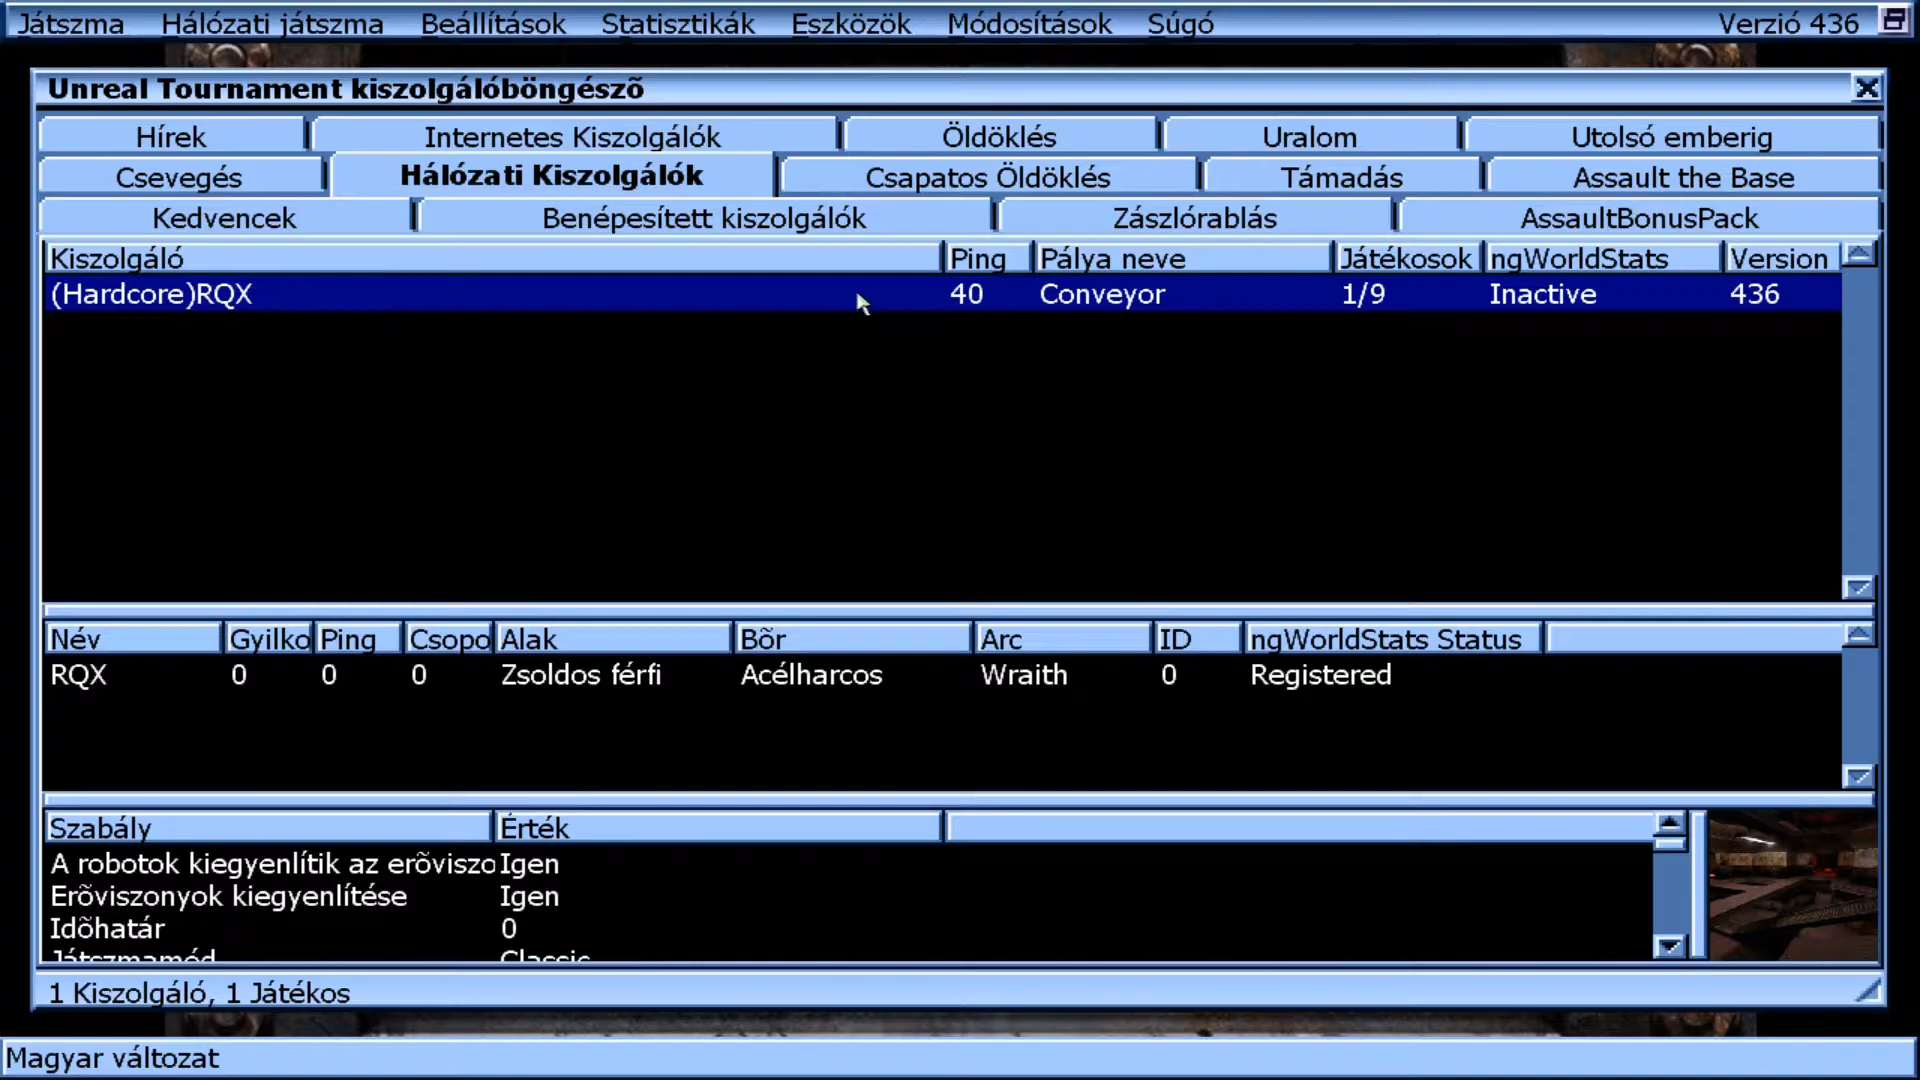 Játszma Hálózati játszma Beállítások Statisztikák Eszközök Módosítások Súgó Verzió 436
Unreal Tournament kiszolgálóböngészõ
Hírek Internetes Kiszolgálók Öldöklés Uralom Utolsó emberig
Csevegés Hálózati Kiszolgálók Csapatos Öldöklés Támadás Assault the Base
Kedvencek Benépesített kiszolgálók Zászlórablás AssaultBonusPack
Kiszolgáló Ping Pálya neve Játékosok ngWorldStats Version
(Hardcore)RQX 40 Conveyor 1/9 Inactive 436
Név Gyilko Ping Csopo Alak Bõr Arc ID ngWorldStats Status
RQX 0 0 0 Zsoldos férfi Acélharcos Wraith 0 Registered
Szabály Érték
A robotok kiegyenlítik az erõviszo Igen
Erõviszonyok kiegyenlítése Igen
Idõhatár 0
Játszmamód Classic
1 Kiszolgáló, 1 Játékos
Magyar változat